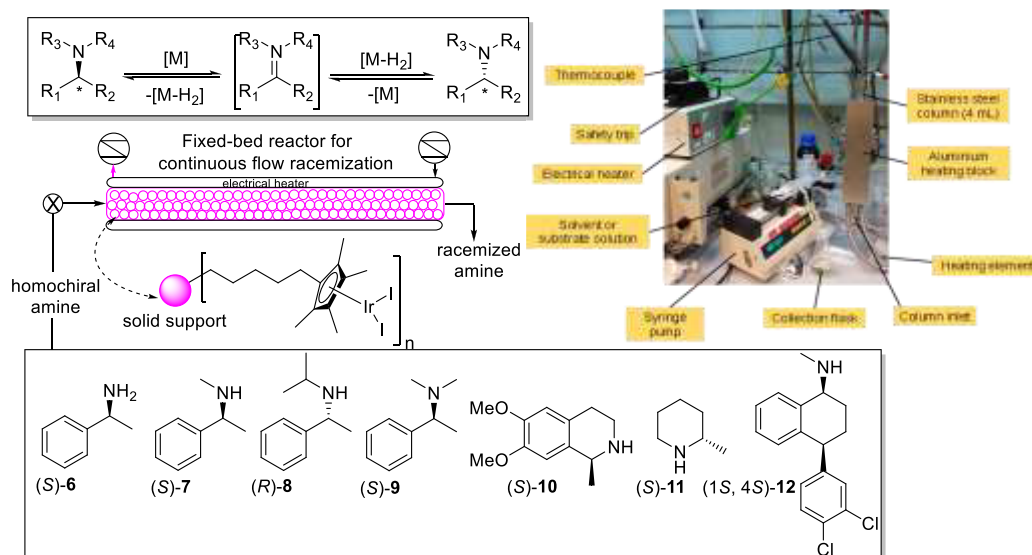 R3 R4 R3 R4 R3 R4
N N N
[M] [M-H2]
-[M-H2] -[M]
R1 R2 R1 R2 R1 R2
* *
Fixed-bed reactor for
continuous flow racemization
electrical heater
X
homochiral
amine
racemized
amine
solid support
Ir I
I
n
Thermocouple
Safety trip
Electrical heater
Solvent or
substrate solution
Syringe
pump
Collection flask
Column inlet
Heating element
Aluminium
heating block
Stainless steel
column (4 mL)
NH2
(S)-6
NH
(S)-7
NH
(R)-8
N
(S)-9
MeO
MeO
NH
(S)-10
N
H
(S)-11
NH
Cl
Cl
(1S, 4S)-12